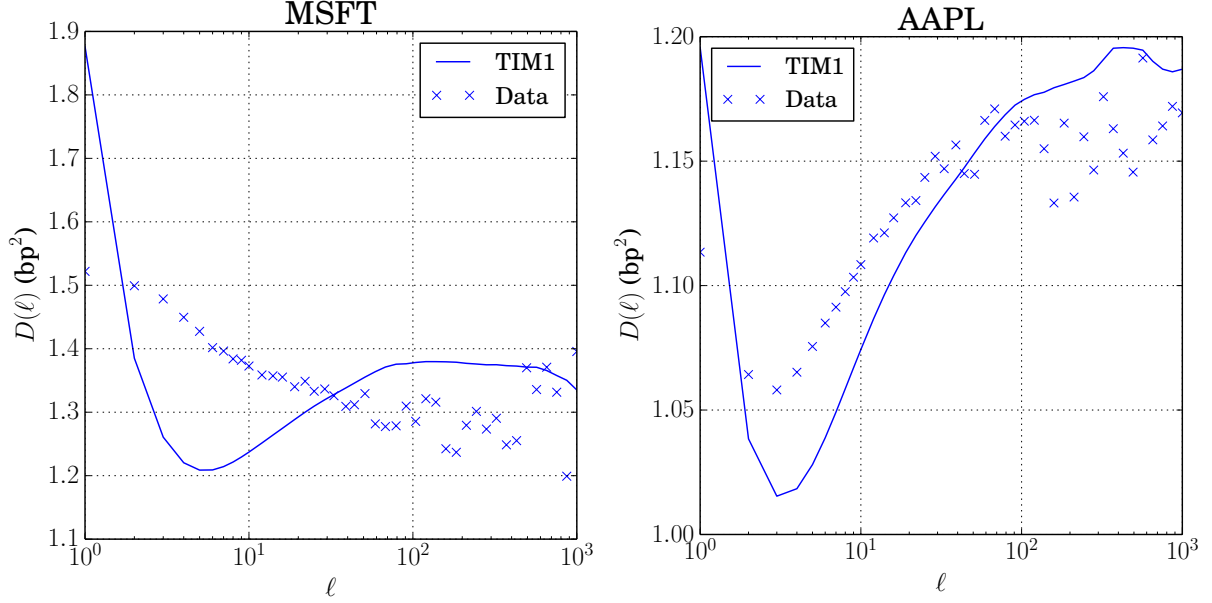 MSFT
1.9
1.8
1.7
1.6
1.5
1.4
1.3
1.2
1.1
D(ℓ) (bp²)
TIM1
Data
10⁰
10¹
10²
10³
ℓ
AAPL
1.20
1.15
1.10
1.05
1.00
D(ℓ) (bp²)
TIM1
Data
10⁰
10¹
10²
10³
ℓ